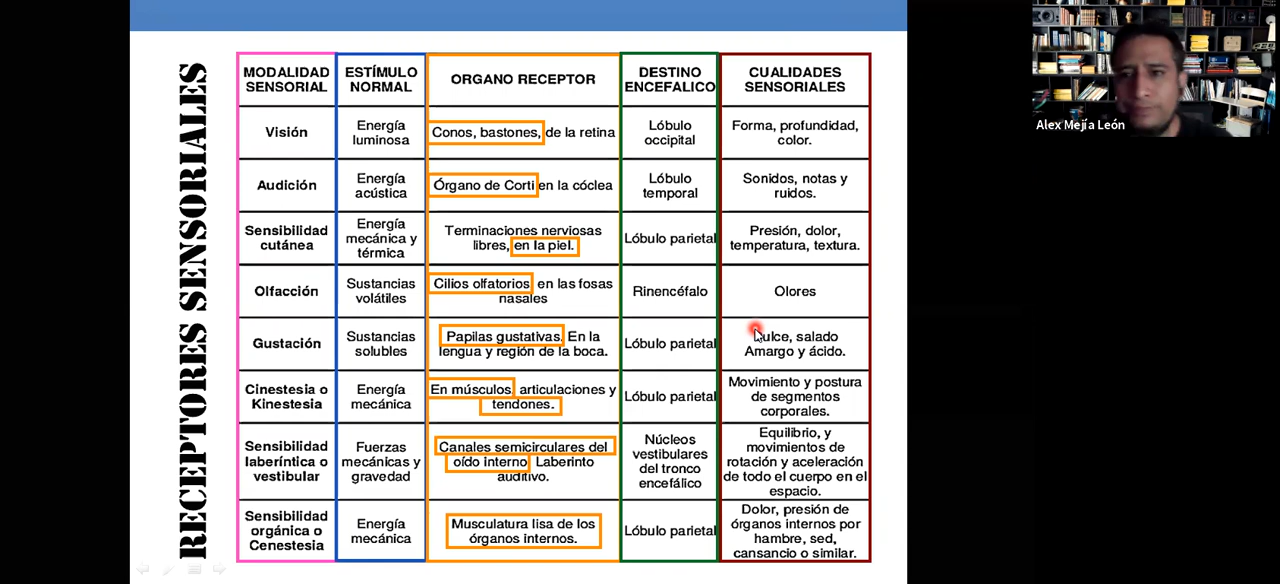 RECEPTORES SENSORIALES
MODALIDAD
SENSORIAL
ESTÍMULO
NORMAL
ORGANO RECEPTOR
DESTINO
ENCEFALICO
CUALIDADES
SENSORIALES
Visión
Energía
luminosa
Conos, bastones, de la retina
Lóbulo
occipital
Forma, profundidad,
color.
Audición
Energía
acústica
Órgano de Corti en la cóclea
Lóbulo
temporal
Sonidos, notas y
ruidos.
Sensibilidad
cutánea
Energía
mecánica y
térmica
Terminaciones nerviosas
libres, en la piel.
Lóbulo parietal
Presión, dolor,
temperatura, textura.
Olfacción
Sustancias
volátiles
Cilios olfatorios en las fosas
nasales
Rinencéfalo
Olores
Gustación
Sustancias
solubles
Papilas gustativas. En la
lengua y región de la boca.
Lóbulo parietal
Dulce, salado
Amargo y ácido.
Cinestesia o
Kinestesia
Energía
mecánica
En músculos, articulaciones y
tendones.
Lóbulo parietal
Movimiento y postura
de segmentos
corporales.
Sensibilidad
laberíntica o
vestibular
Fuerzas
mecánicas y
gravedad
Canales semicirculares del
oído interno. Laberinto
auditivo.
Núcleos
vestibulares
del tronco
encefálico
Equilibrio, y
movimientos de
rotación y aceleración
de todo el cuerpo en el
espacio.
Sensibilidad
orgánica o
Cenestesia
Energía
mecánica
Musculatura lisa de los
órganos internos.
Lóbulo parietal
Dolor, presión de
órganos internos por
hambre, sed,
cansancio o similar.
Alex Mejía León